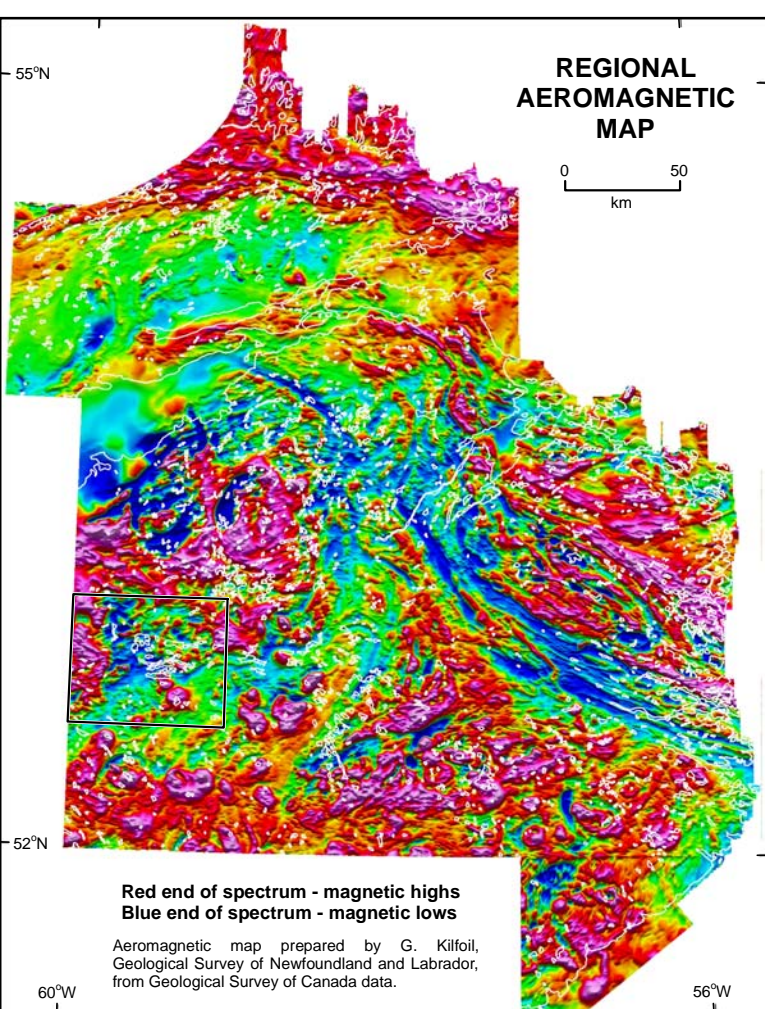 55°N
REGIONAL
AEROMAGNETIC
MAP
0 50
km
52°N
Red end of spectrum - magnetic highs
Blue end of spectrum - magnetic lows
Aeromagnetic map prepared by G. Kilfoil,
Geological Survey of Newfoundland and Labrador,
from Geological Survey of Canada data.
60°W
56°W